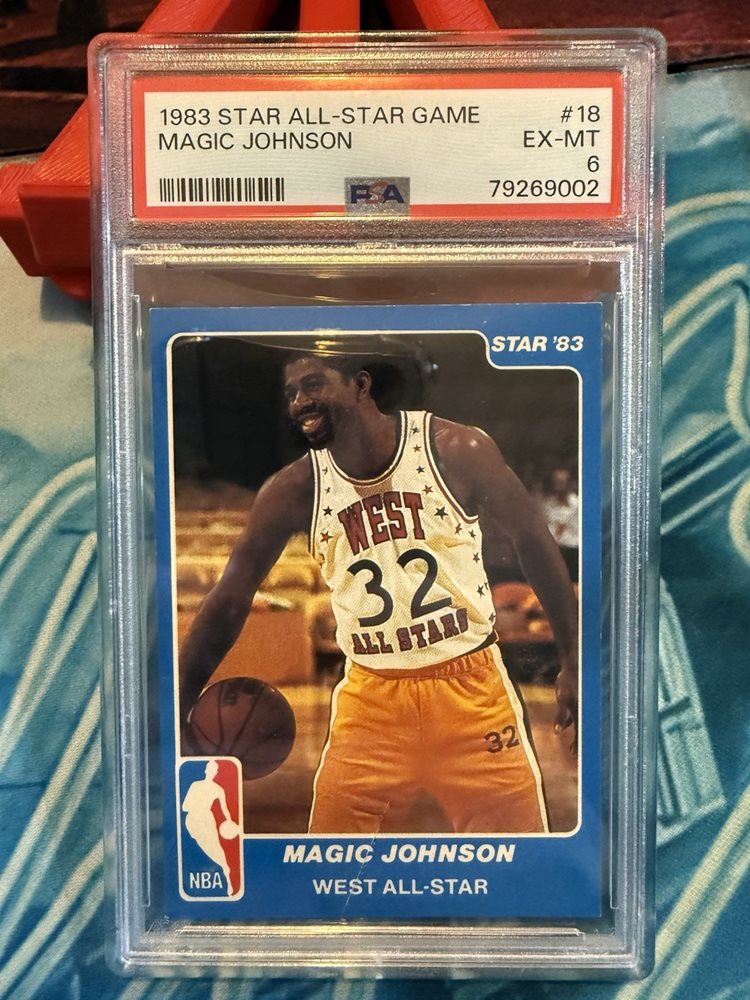 1983 STAR ALL-STAR GAME #18
MAGIC JOHNSON EX-MT
6
PSA 79269002
STAR '83
WEST
32
ALL STARS
32
NBA
MAGIC JOHNSON
WEST ALL-STAR